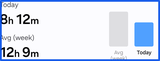 Today
8h 12m
Avg (week)
12h 9m
Avg
(week)
Today